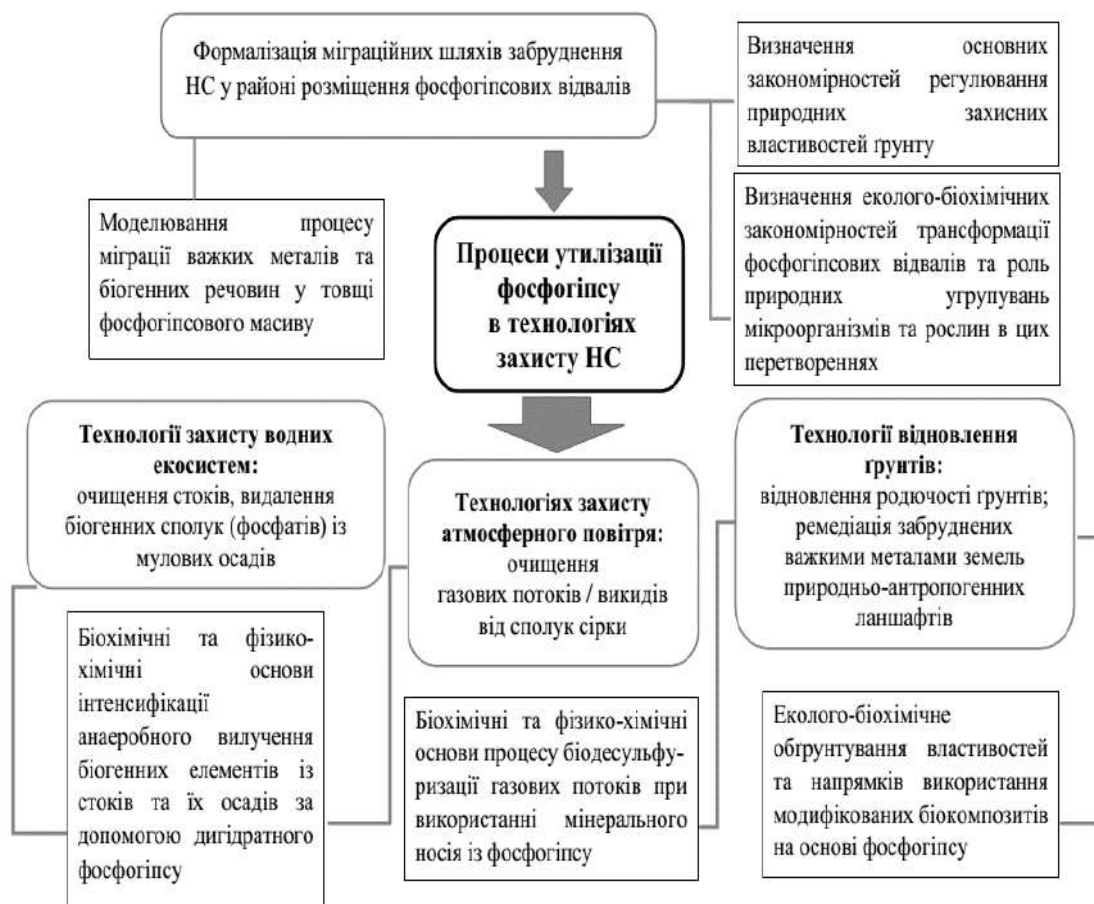 Формалізація міграційних шляхів забруднення
НС у районі розміщення фосфогіпсових відвалів
Визначення основних
закономірностей регулювання
природних захисних
властивостей ґрунту
Моделювання процесу
міграції важких металів та
біогенних речовин у товщі
фосфогіпсового масиву
Процеси утилізації
фосфогіпсу
в технологіях
захисту НС
Визначення еколого-біохімічних
закономірностей трансформації
фосфогіпсових відвалів та роль
природних угрупувань
мікроорганізмів та рослин в цих
перетвореннях
Технології захисту водних
екосистем:
очищення стоків, видалення
біогенних сполук (фосфатів) із
мулових осадів
Технологіях захисту
атмосферного повітря:
очищення
газових потоків / викидів
від сполук сірки
Технології відновлення
ґрунтів:
відновлення родючості ґрунтів;
ремедіація забруднених
важкими металами земель
природньо-антропогенних
ланшафтів
Біохімічні та фізико-
хімічні основи
інтенсифікації
анаеробного вилучення
біогенних елементів із
стоків та їх осадів за
допомогою дигідратного
фосфогіпсу
Біохімічні та фізико-хімічні
основи процесу біодесульфу-
ризації газових потоків при
використанні мінерального
носія із фосфогіпсу
Еколого-біохімічне
обґрунтування властивостей
та напрямків використання
модифікованих біокомпозитів
на основі фосфогіпсу